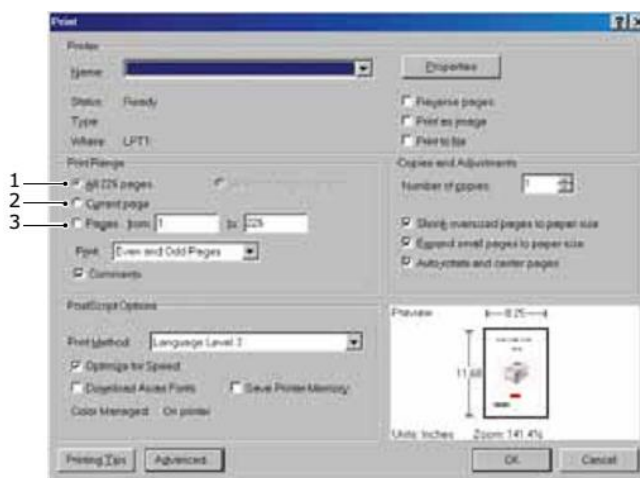 Print
Printer
Name:
Properties
Status: Ready
Type:
Where: LPT1:
Reverse pages
Print as image
Print to file
Print Range
1 All 225 pages
2 Current page
3 Pages from: 1 to: 225
Print: Even and Odd Pages
Comments
Copies and Adjustments
Number of copies: 1
Shrink oversized pages to paper size
Expand small pages to paper size
Auto-rotate and center pages
PostScript Options
Print Method: Language Level 3
Optimize for Speed
Download Asian Fonts
Save Printer Memory
Color Managed: On printer
Preview
8.25
11.68
Units: Inches Zoom: 141.4%
Printing Tips
Advanced...
OK
Cancel